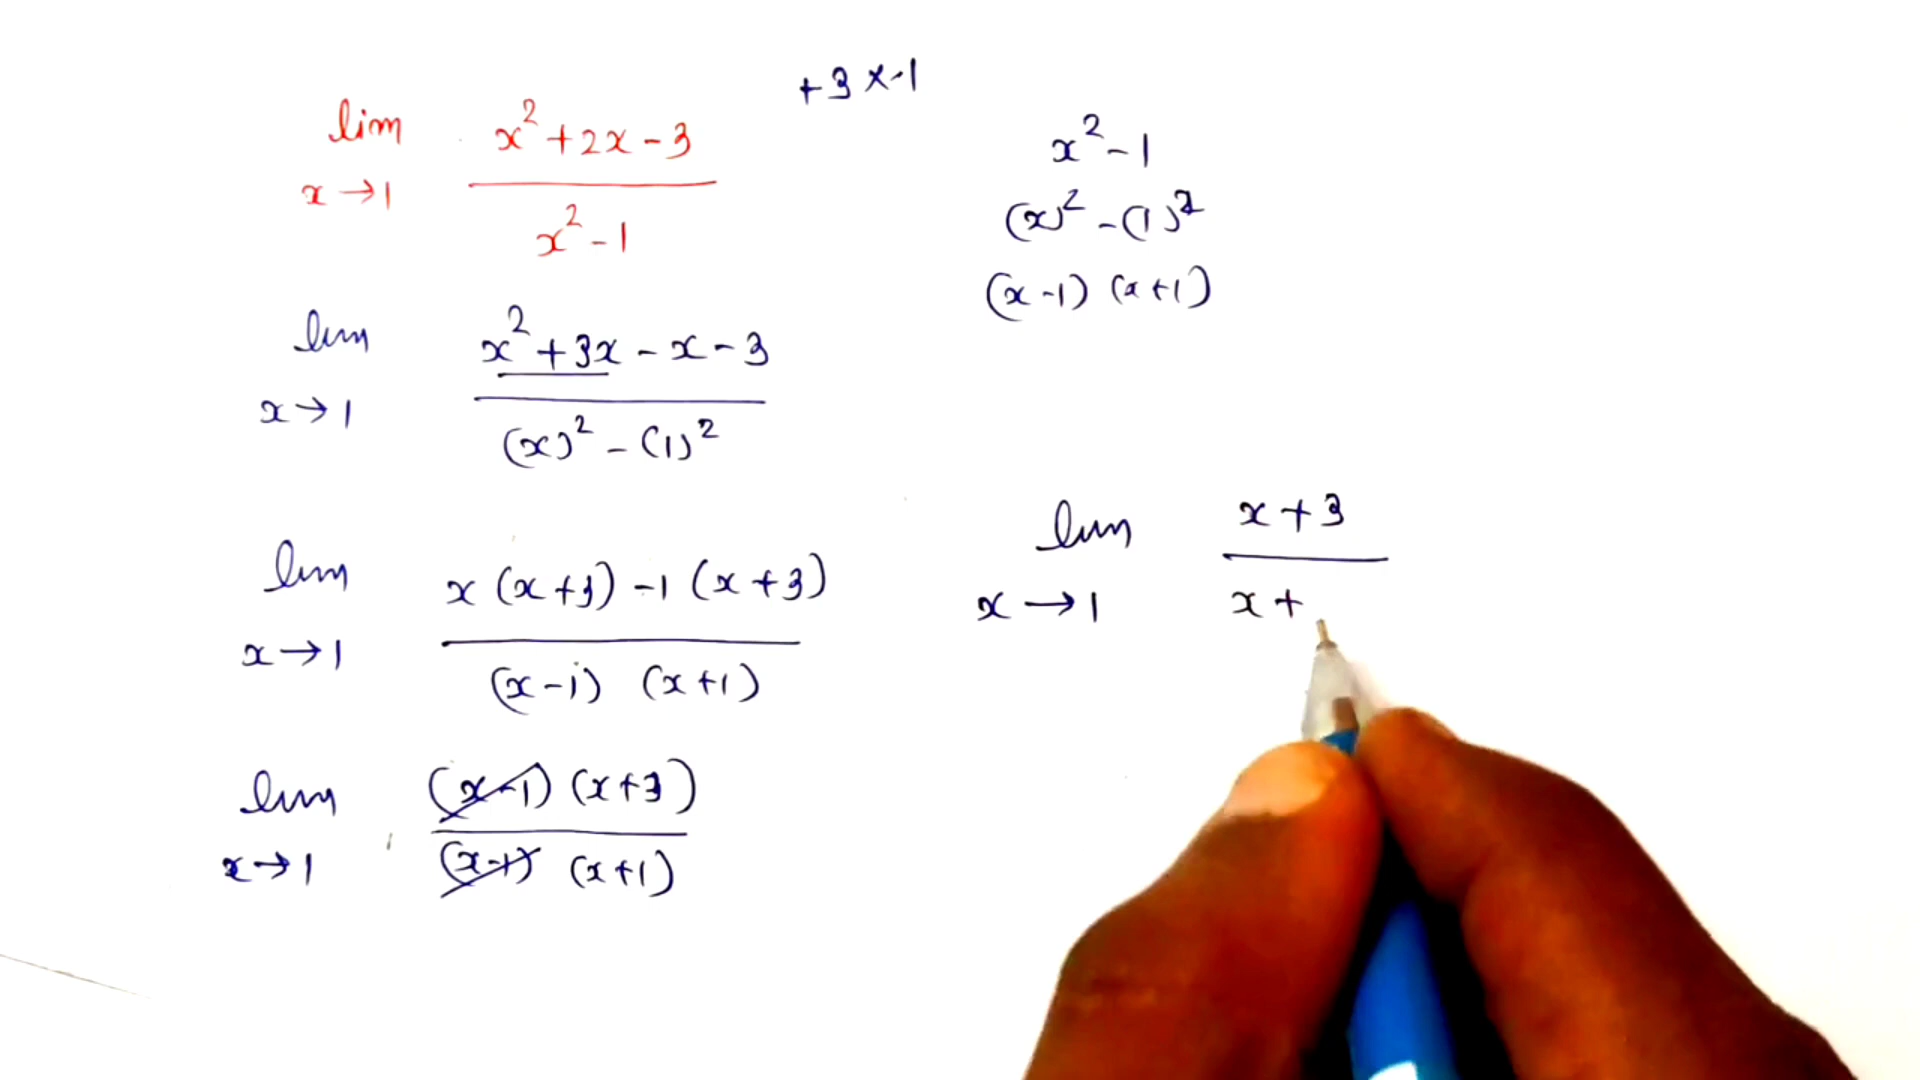 +3 x -1
lim x→1 x² + 2x - 3 / x² - 1
x² - 1
(x)² - (1)²
(x - 1) (x + 1)
lim x→1 x² + 3x - x - 3 / (x)² - (1)²
lim x→1 x (x + 3) - 1 (x + 3) / (x - 1) (x + 1)
lim x→1 (x - 1) (x + 3) / (x - 1) (x + 1)
lim x→1 x + 3 / x +